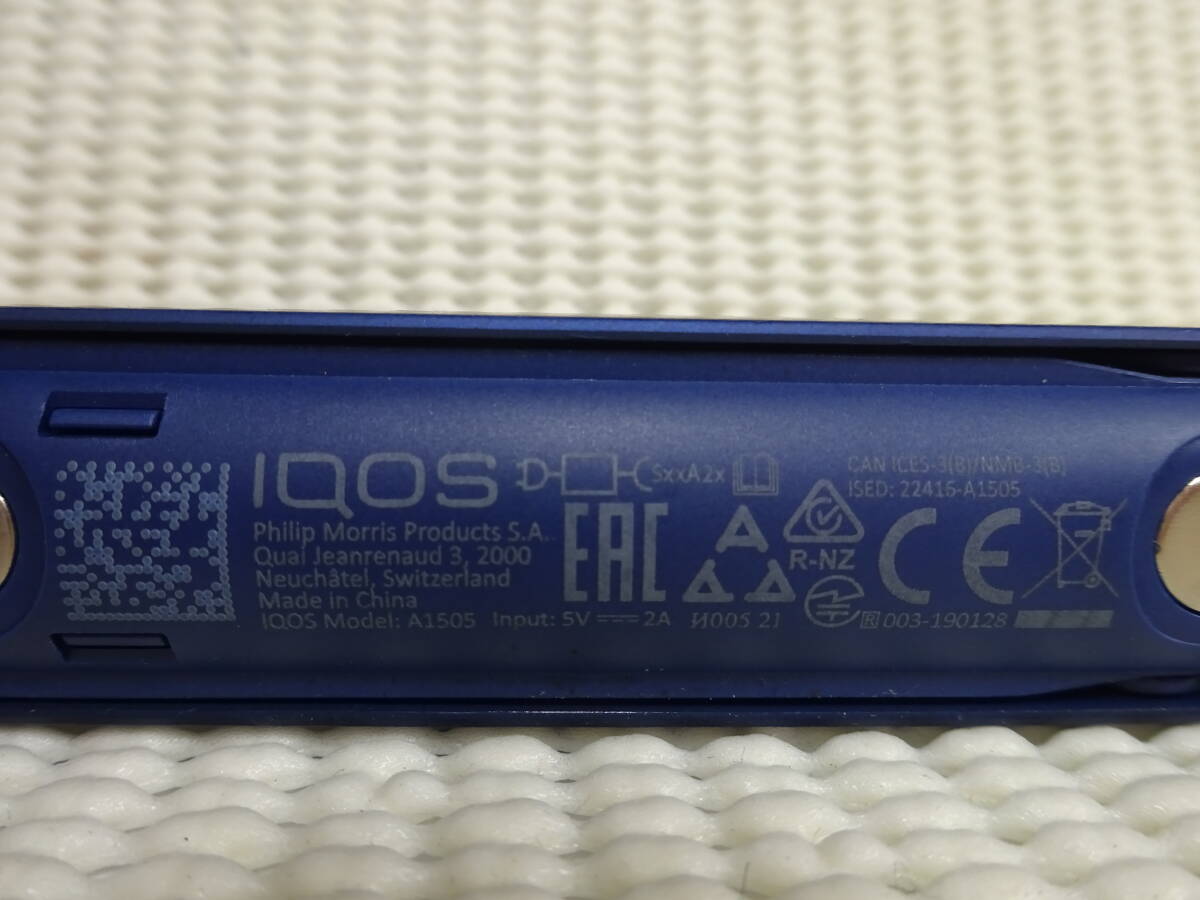 IQOS
SxxA2x
Philip Morris Products S.A.
Quai Jeanrenaud 3, 2000
Neuchâtel, Switzerland
Made in China
IQOS Model: A1505 Input: 5V 2A
EAC
И005 21
R-NZ
CAN ICES-3(B)/NMB-3(B)
ISED: 22416-A1505
CE
R 003-190128